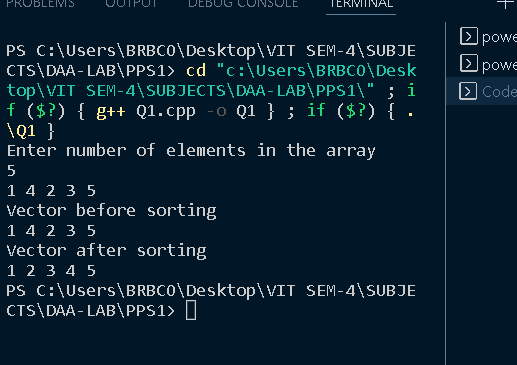 PROBLEMS OUTPUT DEBUG CONSOLE TERMINAL
PS C:\Users\BRBCO\Desktop\VIT SEM-4\SUBJE
CTS\DAA-LAB\PPS1> cd "c:\Users\BRBCO\Desk
top\VIT SEM-4\SUBJECTS\DAA-LAB\PPS1\" ; i
f ($?) { g++ Q1.cpp -o Q1 } ; if ($?) { .
\Q1 }
Enter number of elements in the array
5
1 4 2 3 5
Vector before sorting
1 4 2 3 5
Vector after sorting
1 2 3 4 5
PS C:\Users\BRBCO\Desktop\VIT SEM-4\SUBJE
CTS\DAA-LAB\PPS1>
powe
powe
Code